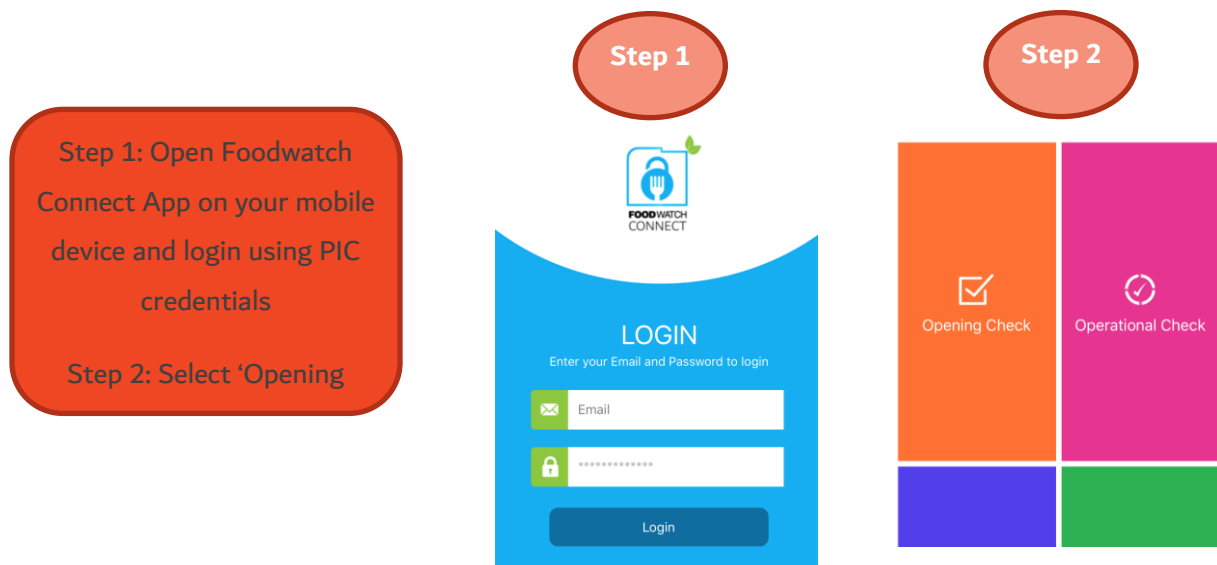 Step 1: Open Foodwatch
Connect App on your mobile
device and login using PIC
credentials
Step 2: Select ‘Opening
Step 1
FOODWATCH
CONNECT
LOGIN
Enter your Email and Password to login
Email
*************
Login
Step 2
Opening Check
Operational Check